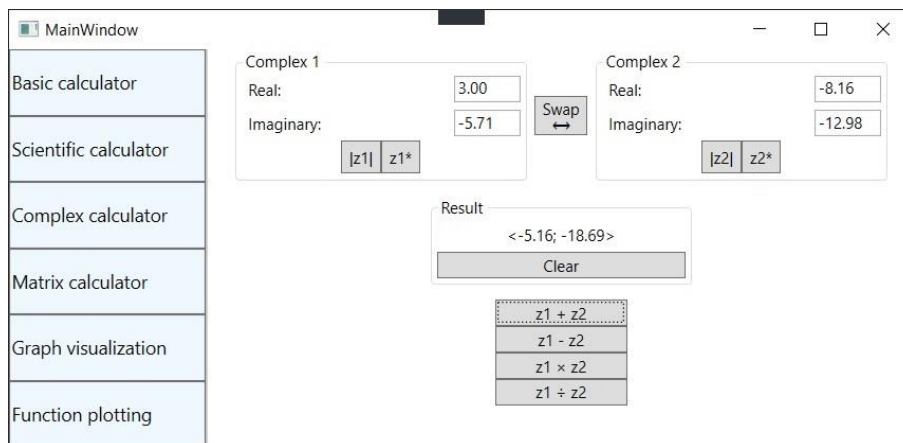 MainWindow
Basic calculator
Scientific calculator
Complex calculator
Matrix calculator
Graph visualization
Function plotting
Complex 1
Real: 3.00
Imaginary: -5.71
|z1| z1*
Swap
↔
Complex 2
Real: -8.16
Imaginary: -12.98
|z2| z2*
Result
<-5.16; -18.69>
Clear
z1 + z2
z1 - z2
z1 × z2
z1 ÷ z2